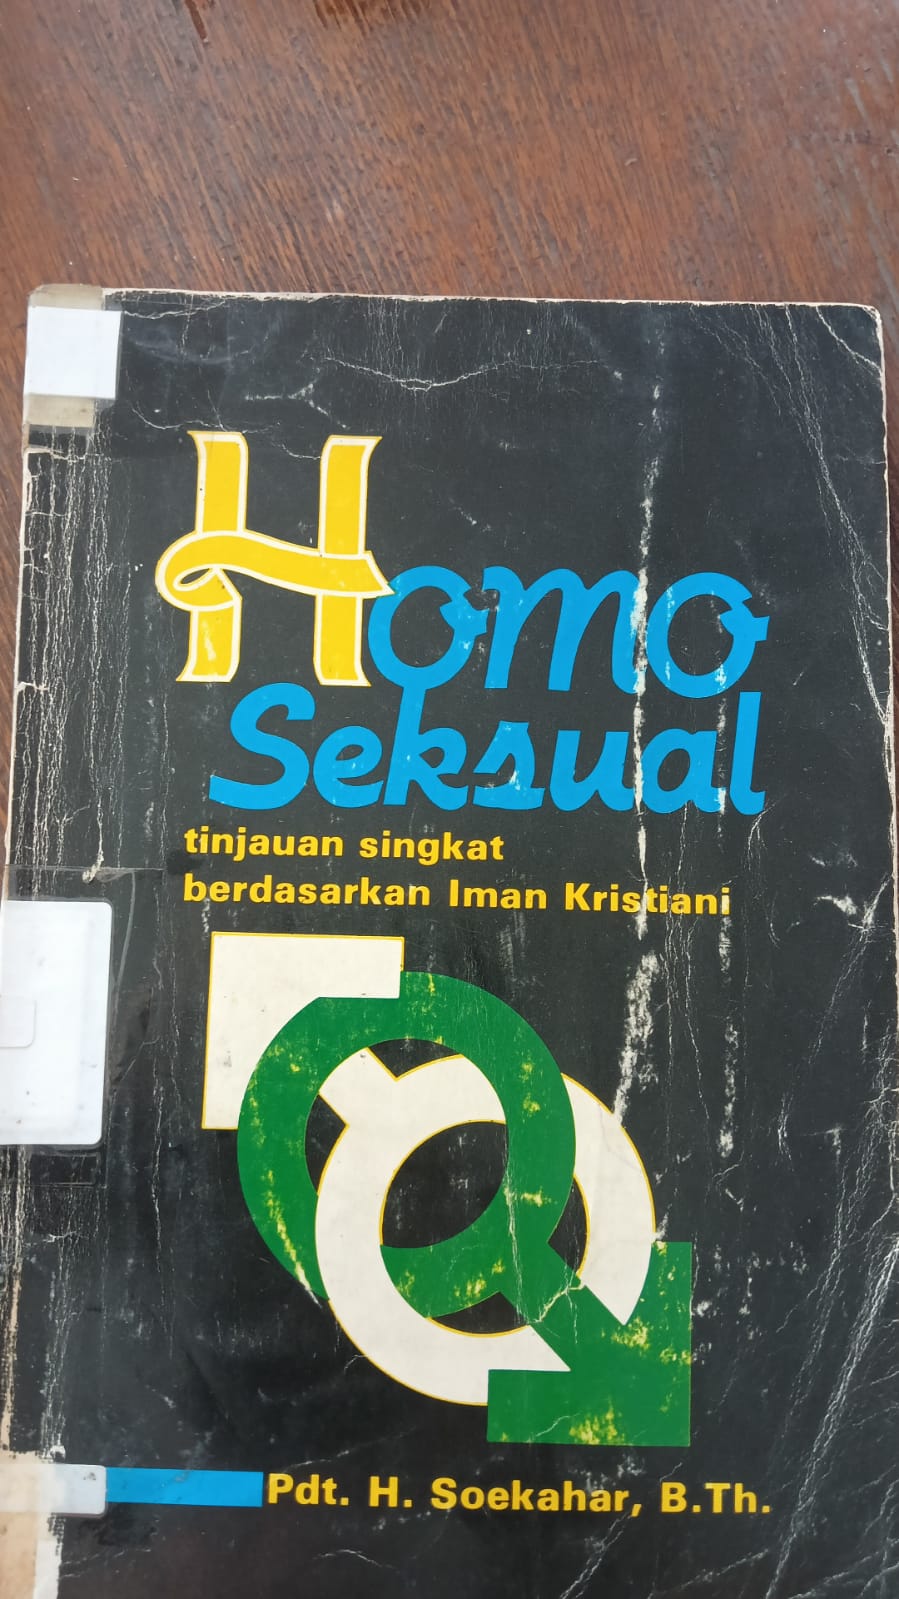 Homo
Seksual
tinjauan singkat
berdasarkan Iman Kristiani
Pdt. H. Soekahar, B.Th.